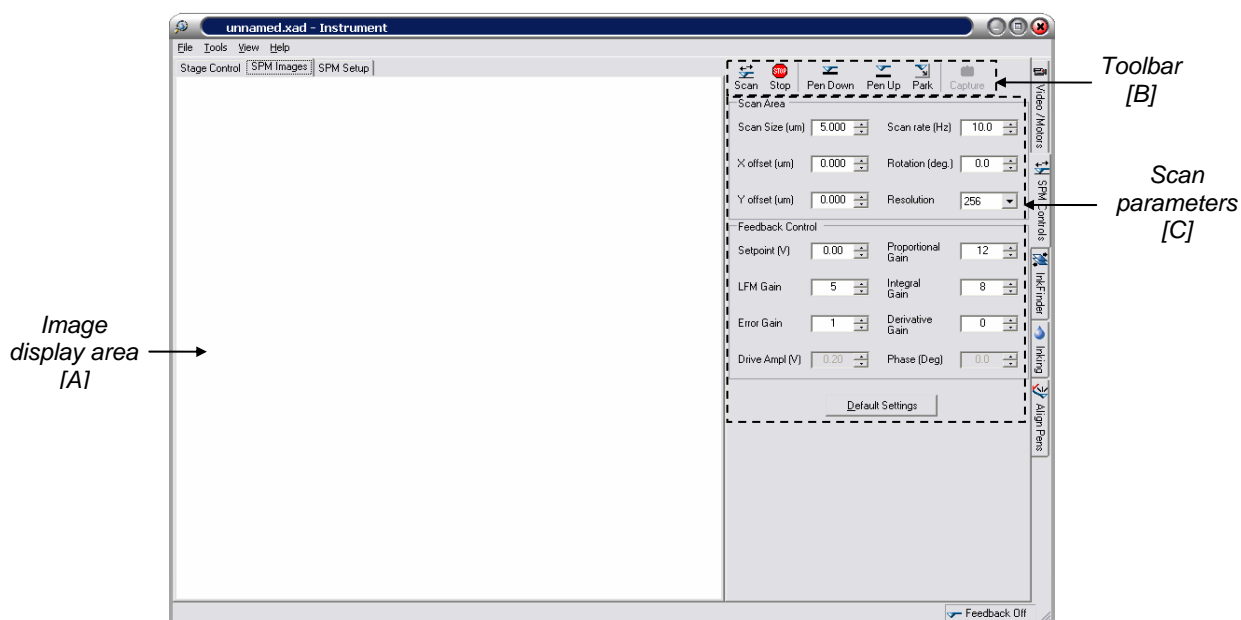 unnamed.xad - Instrument
File Tools View Help
Stage Control SPM Images SPM Setup
Scan Stop Pen Down Pen Up Park Capture
Scan Area
Scan Size (um) 5.000 Scan rate (Hz) 10.0
X offset (um) 0.000 Rotation (deg.) 0.0
Y offset (um) 0.000 Resolution 256
Feedback Control
Setpoint (V) 0.00 Proportional Gain 12
LFM Gain 5 Integral Gain 8
Error Gain 1 Derivative Gain 0
Drive Ampl (V) 0.20 Phase (Deg) 0.0
Default Settings
Video /Motors
SPM Controls
InkFinder
Inking
Align Pens
Feedback Off
Image
display area
[A]
Toolbar
[B]
Scan
parameters
[C]